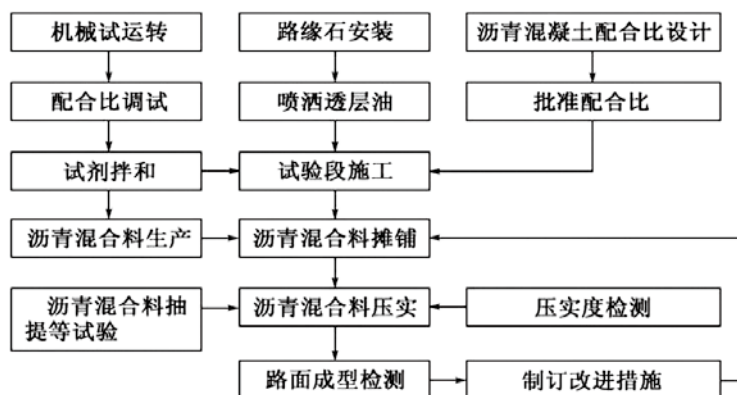 机械试运转
路缘石安装
沥青混凝土配合比设计
配合比调试
喷洒透层油
批准配合比
试剂拌和
试验段施工
沥青混合料生产
沥青混合料摊铺
沥青混合料抽
提等试验
沥青混合料压实
压实度检测
路面成型检测
制订改进措施